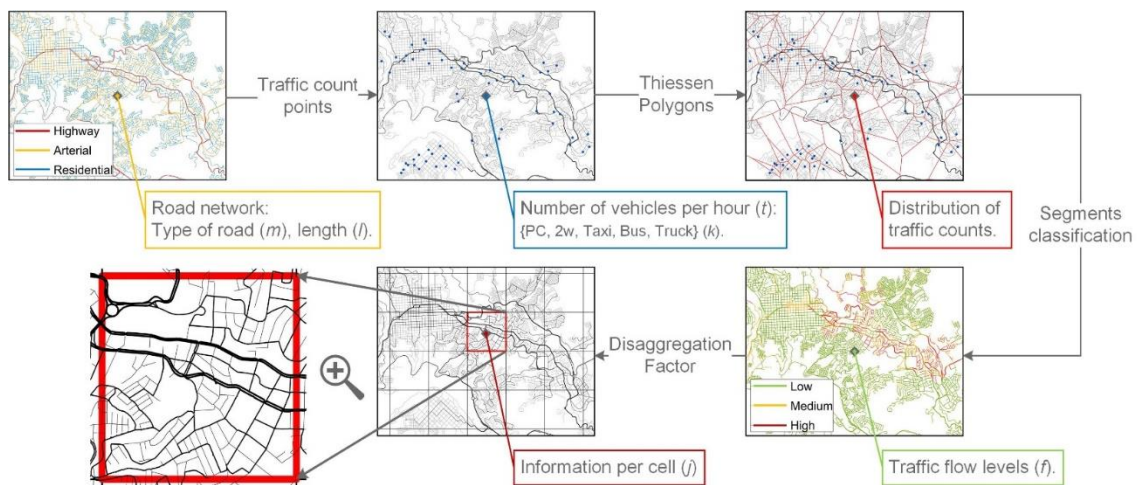 Highway
Arterial
Residential
Traffic count
points
Thiessen
Polygons
Road network:
Type of road (m), length (l).
Number of vehicles per hour (t):
{PC, 2w, Taxi, Bus, Truck} (k).
Distribution of
traffic counts.
Segments
classification
Disaggregation
Factor
Low
Medium
High
Information per cell (j)
Traffic flow levels (f).